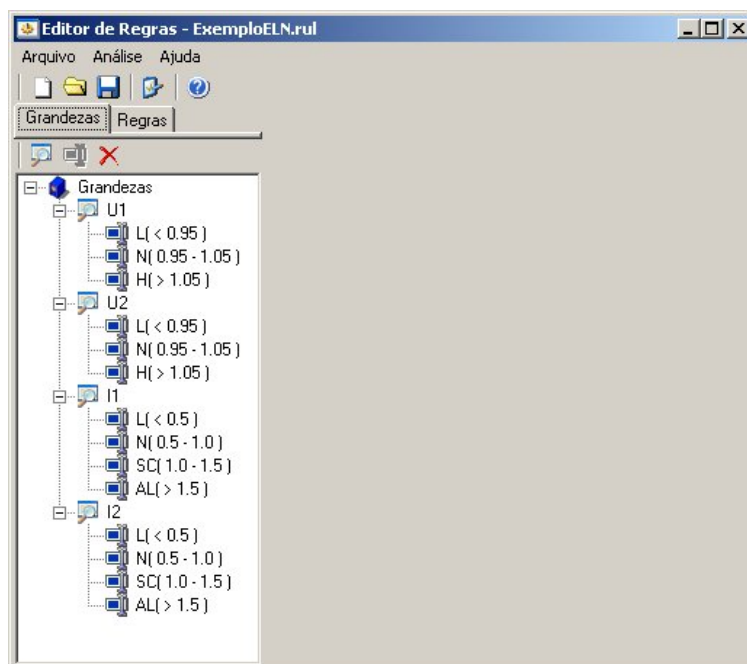 Editor de Regras - ExemploELN.rul
Arquivo Análise Ajuda
Grandezas Regras
Grandezas
U1
L( < 0.95 )
N( 0.95 - 1.05 )
H( > 1.05 )
U2
L( < 0.95 )
N( 0.95 - 1.05 )
H( > 1.05 )
I1
L( < 0.5 )
N( 0.5 - 1.0 )
SC( 1.0 - 1.5 )
AL( > 1.5 )
I2
L( < 0.5 )
N( 0.5 - 1.0 )
SC( 1.0 - 1.5 )
AL( > 1.5 )